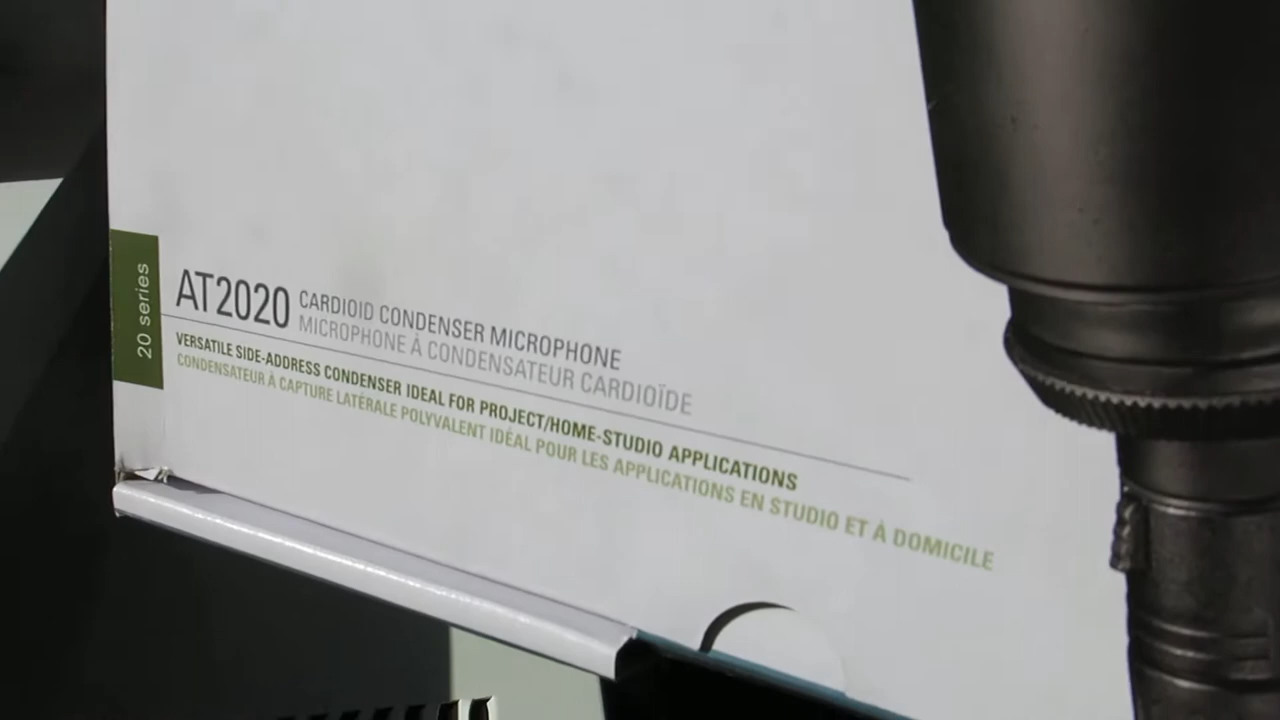 20 series
AT2020
CARDIOID CONDENSER MICROPHONE
MICROPHONE À CONDENSATEUR CARDIOÏDE
VERSATILE SIDE-ADDRESS CONDENSER IDEAL FOR PROJECT/HOME-STUDIO APPLICATIONS
CONDENSATEUR À CAPTURE LATÉRALE POLYVALENT IDÉAL POUR LES APPLICATIONS EN STUDIO ET À DOMICILE